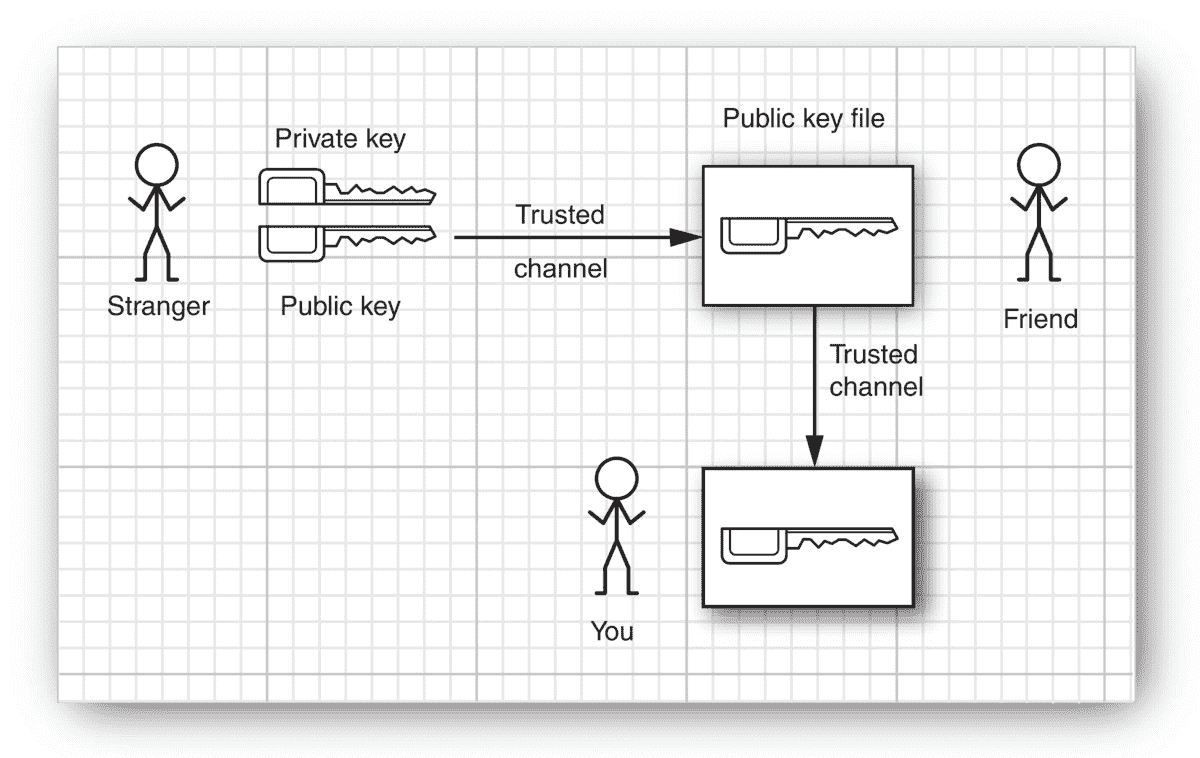 Private key
Public key file
Trusted
channel
Stranger
Public key
Friend
Trusted
channel
You